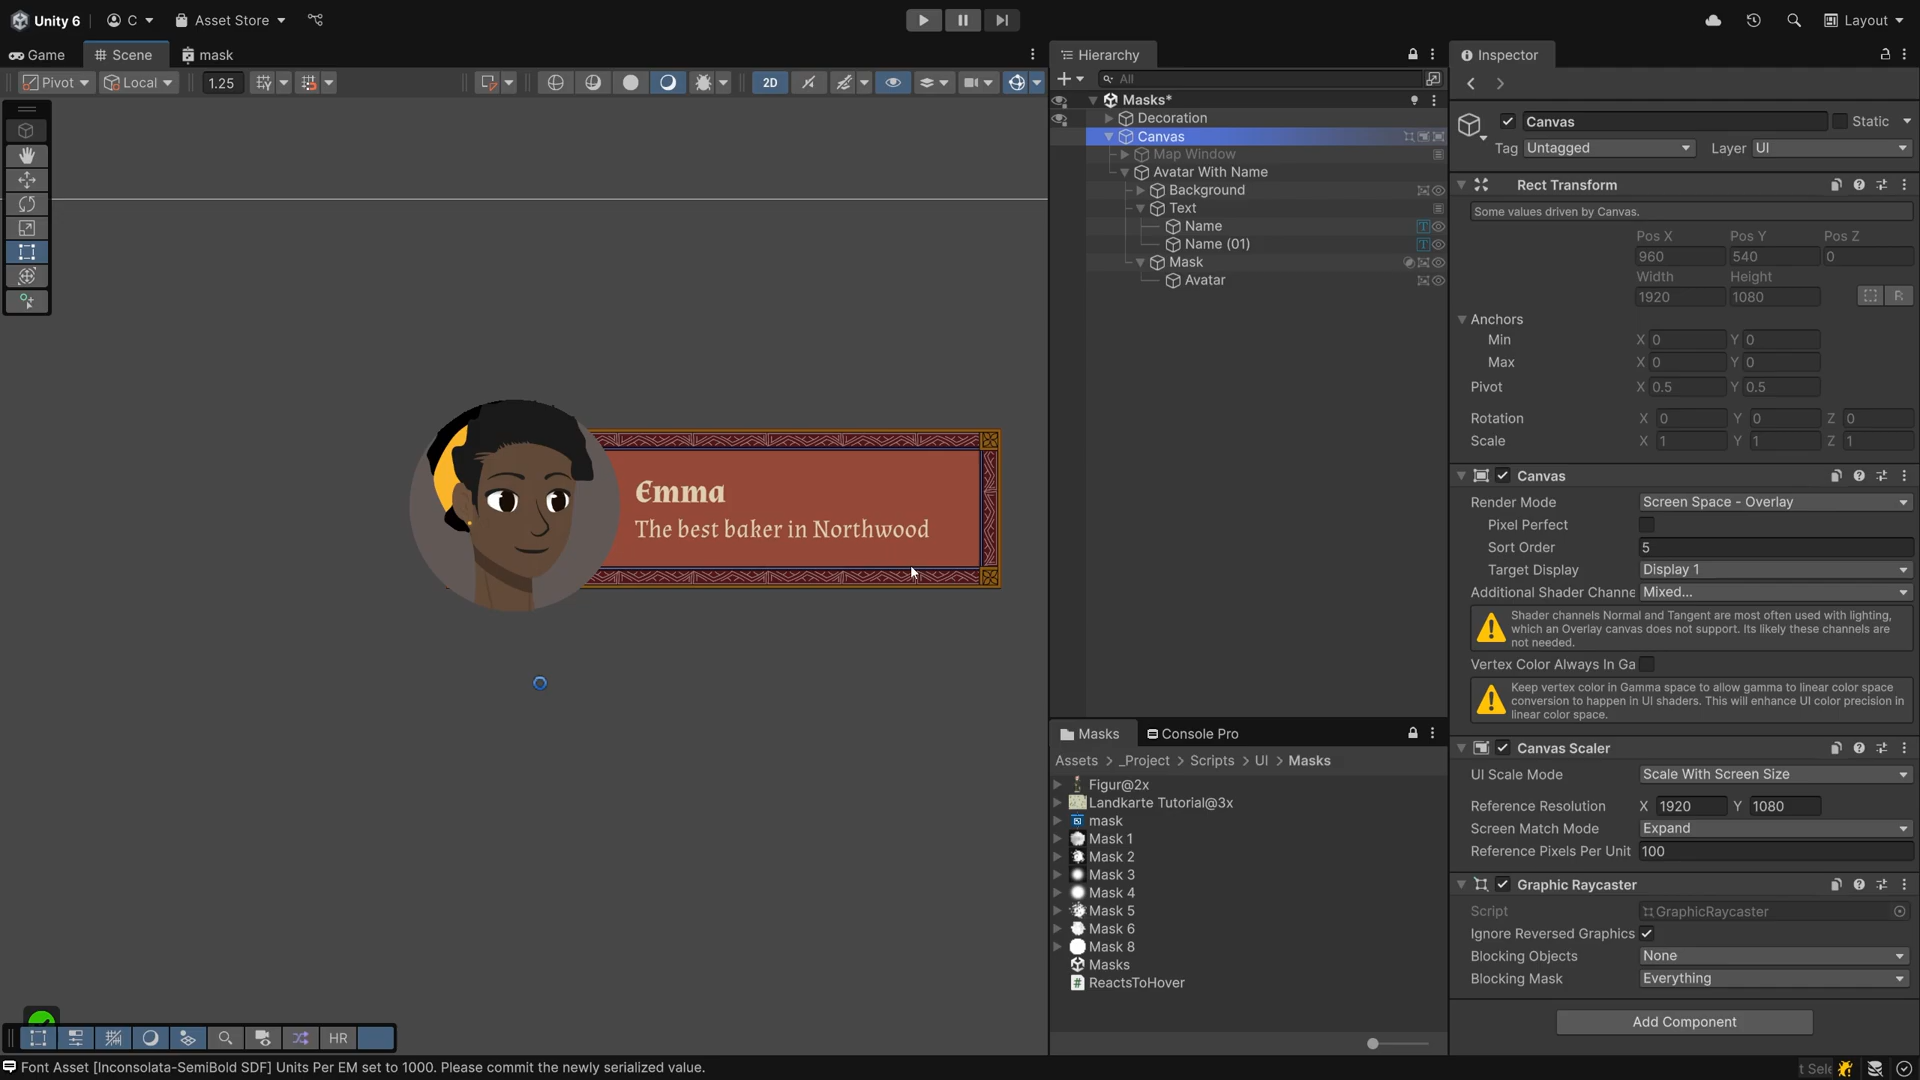 Unity 6
C
Asset Store
Layout
Game
Scene
mask
Hierarchy
Inspector
Pivot
Local
1.25
2D
All
Masks*
Decoration
Canvas
Map Window
Avatar With Name
Background
Text
Name
Name (01)
Mask
Avatar
Canvas
Static
Tag
Untagged
Layer
UI
Rect Transform
Some values driven by Canvas.
Pos X Pos Y Pos Z
960 540 0
Width Height
1920 1080
R
Anchors
Min X 0 Y 0
Max X 0 Y 0
Pivot X 0.5 Y 0.5
Rotation X 0 Y 0 Z 0
Scale X 1 Y 1 Z 1
Canvas
Render Mode Screen Space - Overlay
Pixel Perfect
Sort Order 5
Target Display Display 1
Additional Shader Channe Mixed...
Shader channels Normal and Tangent are most often used with lighting,
which an Overlay canvas does not support. Its likely these channels are
not needed.
Vertex Color Always In Ga
Keep vertex color in Gamma space to allow gamma to linear color space
conversion to happen in UI shaders. This will enhance UI color precision in
linear color space.
Canvas Scaler
UI Scale Mode Scale With Screen Size
Reference Resolution X 1920 Y 1080
Screen Match Mode Expand
Reference Pixels Per Unit 100
Graphic Raycaster
Script GraphicRaycaster
Ignore Reversed Graphics
Blocking Objects None
Blocking Mask Everything
Add Component
Emma
The best baker in Northwood
Masks
Console Pro
Assets > _Project > Scripts > UI > Masks
Figur@2x
Landkarte Tutorial@3x
mask
Mask 1
Mask 2
Mask 3
Mask 4
Mask 5
Mask 6
Mask 8
Masks
ReactsToHover
HR
Font Asset [Inconsolata-SemiBold SDF] Units Per EM set to 1000. Please commit the newly serialized value.
t Sele